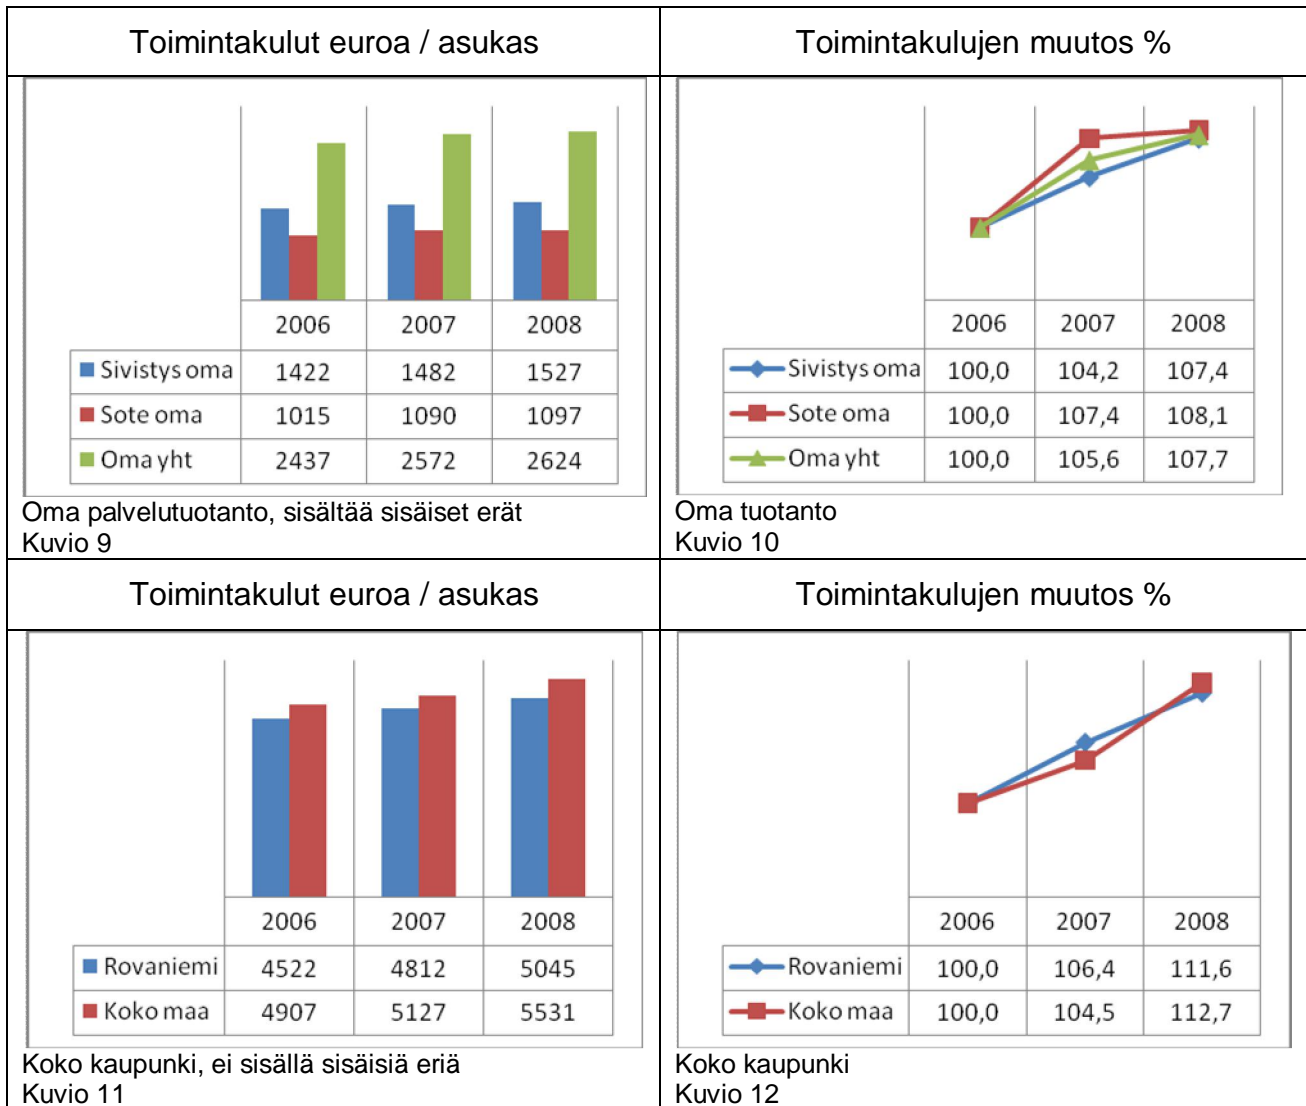 Toimintakulut euroa / asukas
Toimintakulujen muutos %
2006 2007 2008
Sivistys oma 1422 1482 1527
Sote oma 1015 1090 1097
Oma yht 2437 2572 2624
Oma palvelutuotanto, sisältää sisäiset erät
Kuvio 9
2006 2007 2008
Sivistys oma 100,0 104,2 107,4
Sote oma 100,0 107,4 108,1
Oma yht 100,0 105,6 107,7
Oma tuotanto
Kuvio 10
Toimintakulut euroa / asukas
Toimintakulujen muutos %
2006 2007 2008
Rovaniemi 4522 4812 5045
Koko maa 4907 5127 5531
Koko kaupunki, ei sisällä sisäisiä eriä
Kuvio 11
2006 2007 2008
Rovaniemi 100,0 106,4 111,6
Koko maa 100,0 104,5 112,7
Koko kaupunki
Kuvio 12